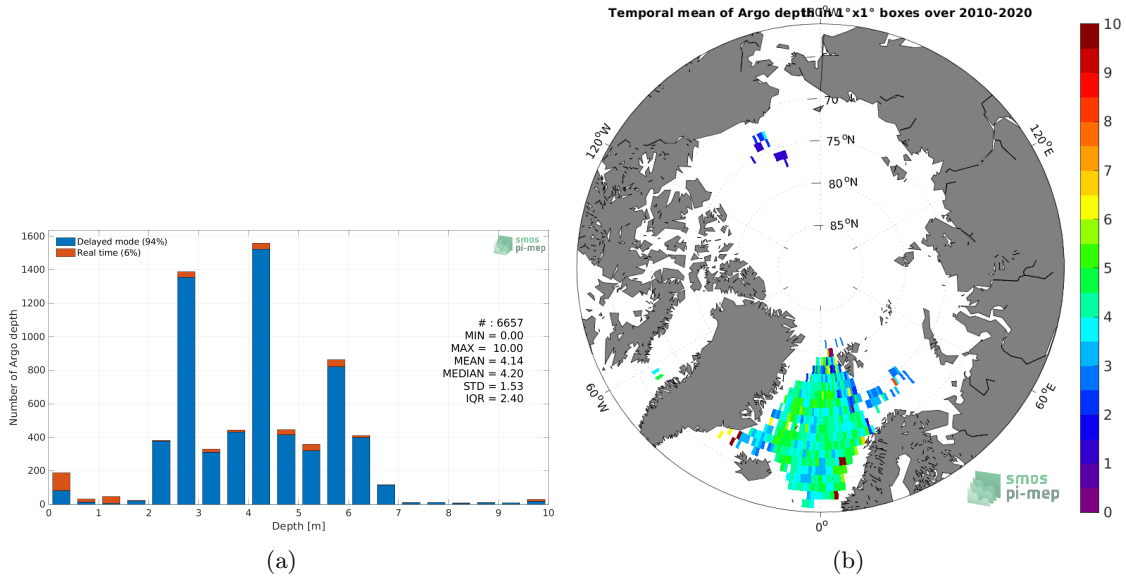 1600
1400
1200
1000
800
600
400
200
0
Number of Argo depth
Delayed mode (94%)
Real time (6%)
smos
pi-mep
# : 6657
MIN = 0.00
MAX = 10.00
MEAN = 4.14
MEDIAN = 4.20
STD = 1.53
IQR = 2.40
0 1 2 3 4 5 6 7 8 9 10
Depth [m]
(a)
Temporal mean of Argo depth in 1°x1° boxes over 2010-2020
180°W
70
75°N
80°N
85°N
120°W
120°E
60°W
60°E
0°
smos
pi-mep
10
9
8
7
6
5
4
3
2
1
0
(b)